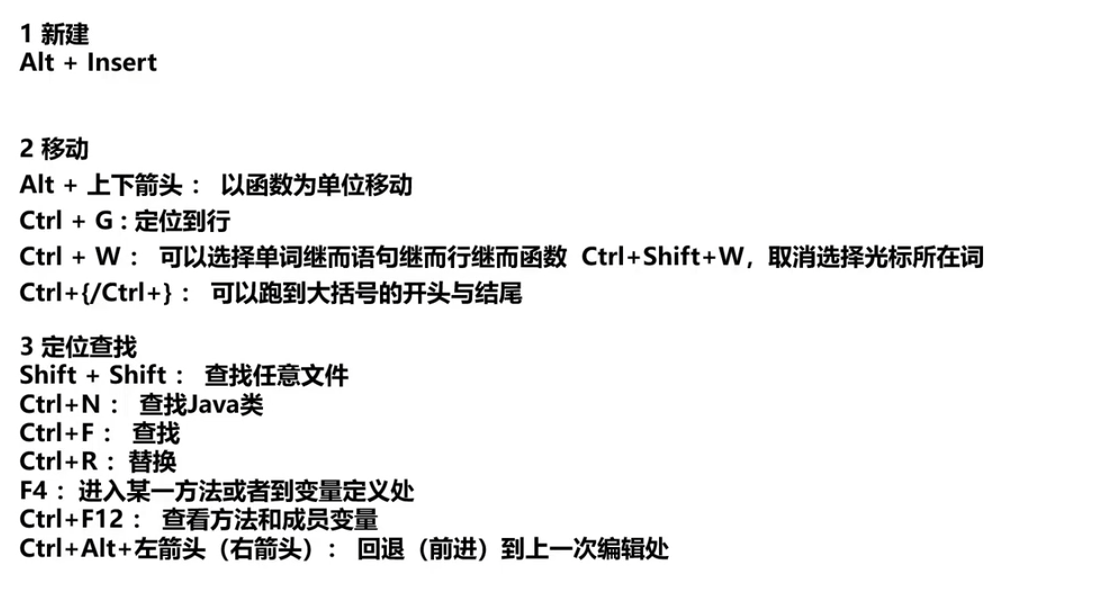 1 新建
Alt + Insert
2 移动
Alt + 上下箭头： 以函数为单位移动
Ctrl + G : 定位到行
Ctrl + W： 可以选择单词继而语句继而行继而函数 Ctrl+Shift+W，取消选择光标所在词
Ctrl+{/Ctrl+}： 可以跑到大括号的开头与结尾
3 定位查找
Shift + Shift： 查找任意文件
Ctrl+N： 查找Java类
Ctrl+F： 查找
Ctrl+R：替换
F4：进入某一方法或者到变量定义处
Ctrl+F12： 查看方法和成员变量
Ctrl+Alt+左箭头（右箭头）： 回退（前进）到上一次编辑处